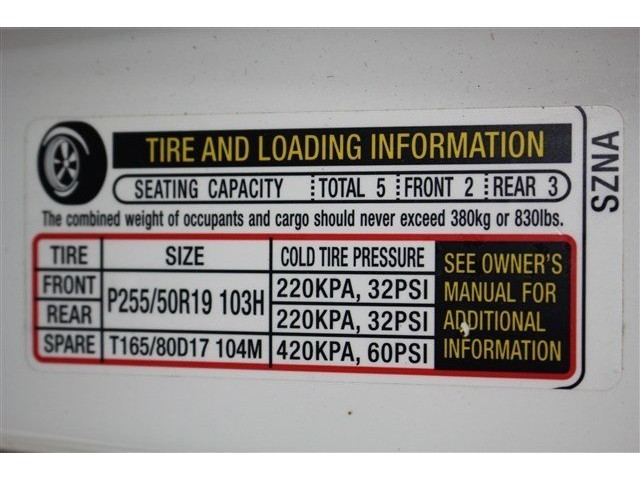 TIRE AND LOADING INFORMATION
SEATING CAPACITY TOTAL 5 FRONT 2 REAR 3
The combined weight of occupants and cargo should never exceed 380kg or 830lbs.
TIRE SIZE COLD TIRE PRESSURE
FRONT P255/50R19 103H 220KPA, 32PSI
REAR 220KPA, 32PSI
SPARE T165/80D17 104M 420KPA, 60PSI
SEE OWNER'S
MANUAL FOR
ADDITIONAL
INFORMATION
SZNA